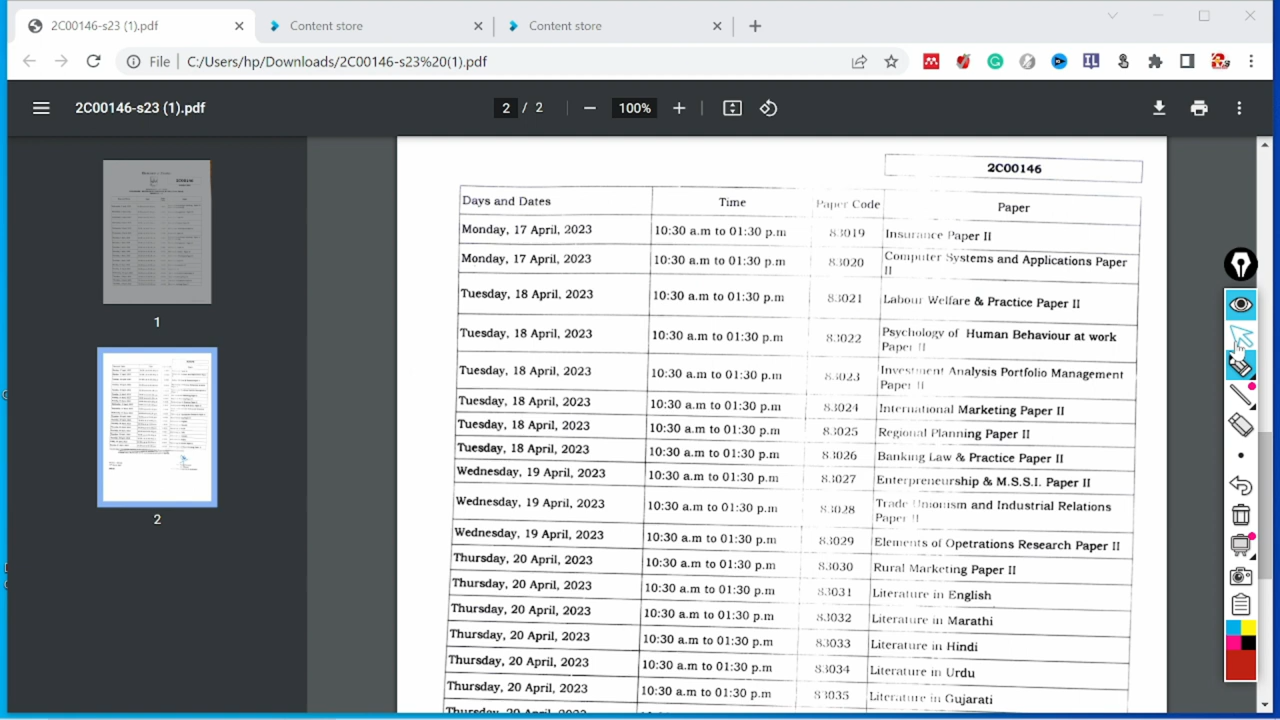 2C00146-s23 (1).pdf
Content store
Content store
File
C:/Users/hp/Downloads/2C00146-s23%20(1).pdf
2C00146-s23 (1).pdf
2 / 2
100%
1
2
2C00146
Days and Dates Time Paper Code Paper
Monday, 17 April, 2023 10:30 a.m to 01:30 p.m 83019 Insurance Paper II
Monday, 17 April, 2023 10:30 a.m to 01:30 p.m 83020 Computer Systems and Applications Paper
II
Tuesday, 18 April, 2023 10:30 a.m to 01:30 p.m 83021 Labour Welfare & Practice Paper II
Tuesday, 18 April, 2023 10:30 a.m to 01:30 p.m 83022 Psychology of Human Behaviour at work
Paper II
Tuesday, 18 April, 2023 10:30 a.m to 01:30 p.m 83023 Investment Analysis Portfolio Management
Paper II
Tuesday, 18 April, 2023 10:30 a.m to 01:30 p.m 83024 International Marketing Paper II
Tuesday, 18 April, 2023 10:30 a.m to 01:30 p.m Regional Planning Paper II
Tuesday, 18 April, 2023 10:30 a.m to 01:30 p.m 83026 Banking Law & Practice Paper II
Wednesday, 19 April, 2023 10:30 a.m to 01:30 p.m 83027 Enterpreneurship & M.S.S.I. Paper II
Wednesday, 19 April, 2023 10:30 a.m to 01:30 p.m 83028 Trade Unionism and Industrial Relations
Paper II
Wednesday, 19 April, 2023 10:30 a.m to 01:30 p.m 83029 Elements of Opetrations Research Paper II
Thursday, 20 April, 2023 10:30 a.m to 01:30 p.m 83030 Rural Marketing Paper II
Thursday, 20 April, 2023 10:30 a.m to 01:30 p.m 83031 Literature in English
Thursday, 20 April, 2023 10:30 a.m to 01:30 p.m 83032 Literature in Marathi
Thursday, 20 April, 2023 10:30 a.m to 01:30 p.m 83033 Literature in Hindi
Thursday, 20 April, 2023 10:30 a.m to 01:30 p.m 83034 Literature in Urdu
Thursday, 20 April, 2023 10:30 a.m to 01:30 p.m 83035 Literature in Gujarati